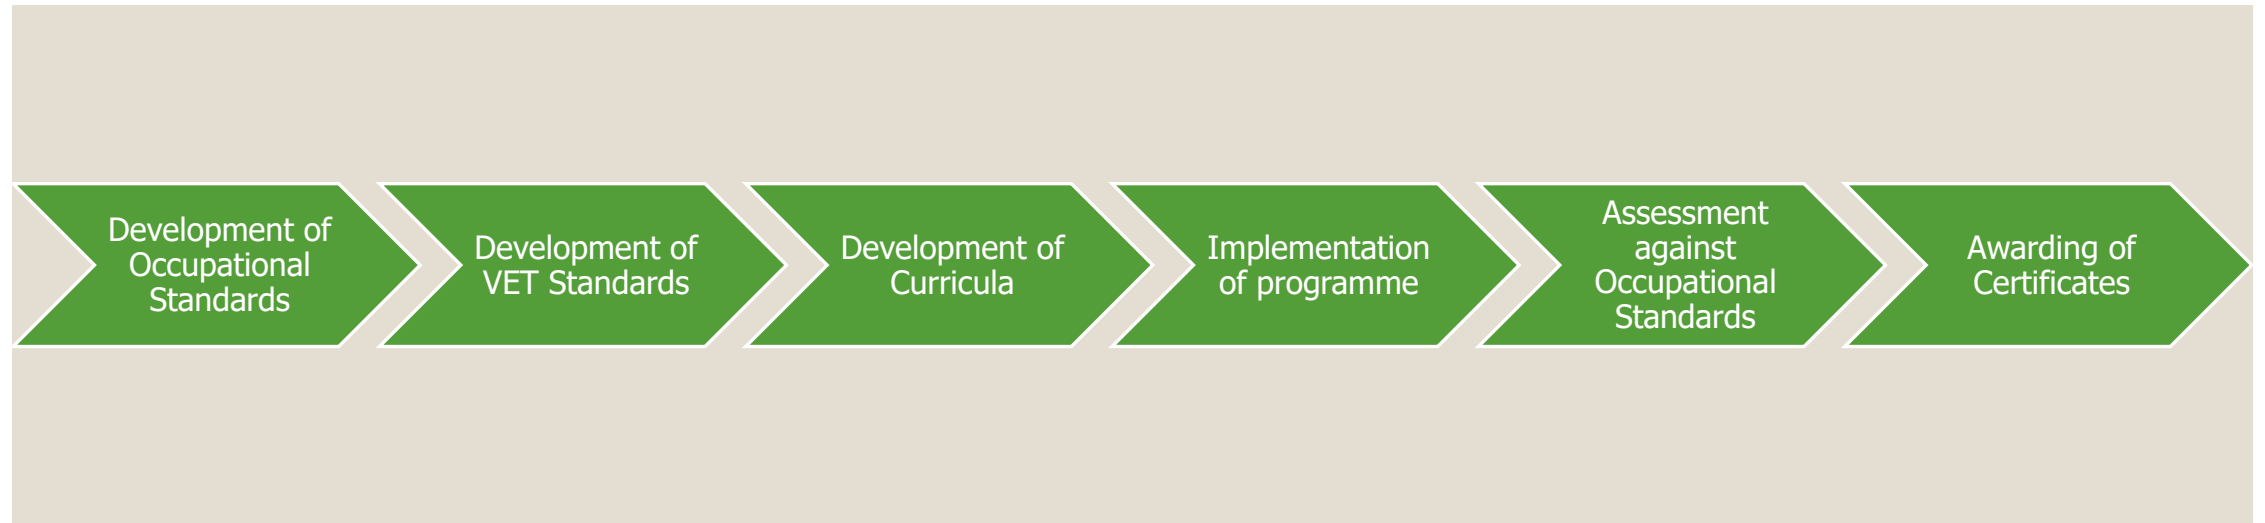 Development of
Occupational
Standards
Development of
VET Standards
Development of
Curricula
Implementation
of programme
Assessment
against
Occupational
Standards
Awarding of
Certificates